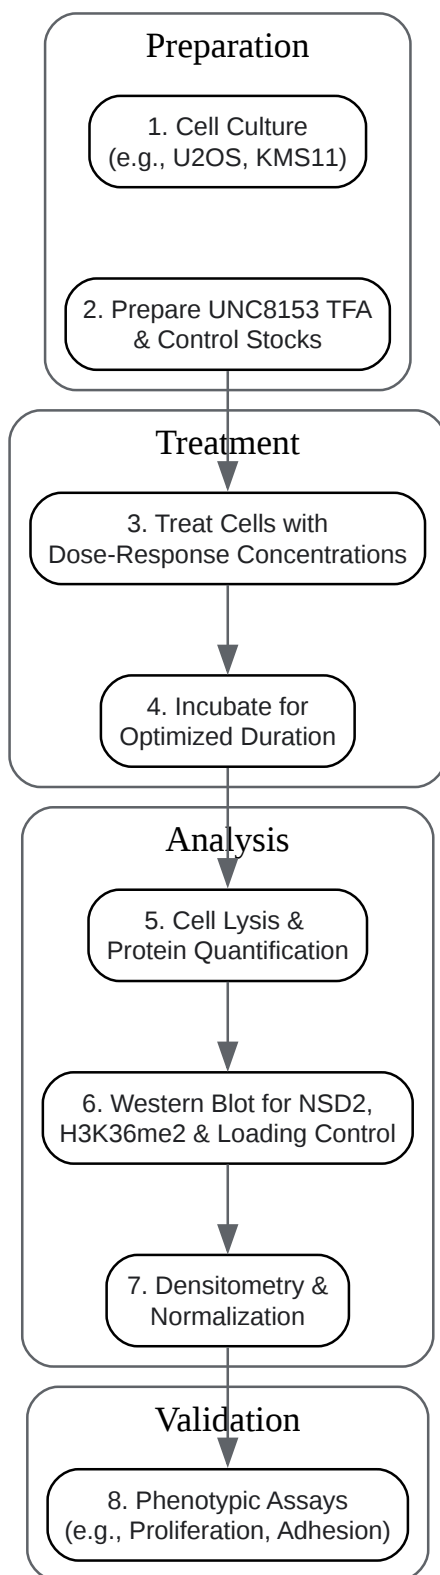 Preparation
1. Cell Culture
(e.g., U2OS, KMS11)
2. Prepare UNC8153 TFA
& Control Stocks
Treatment
3. Treat Cells with
Dose-Response Concentrations
4. Incubate for
Optimized Duration
Analysis
5. Cell Lysis &
Protein Quantification
6. Western Blot for NSD2,
H3K36me2 & Loading Control
7. Densitometry &
Normalization
Validation
8. Phenotypic Assays
(e.g., Proliferation, Adhesion)